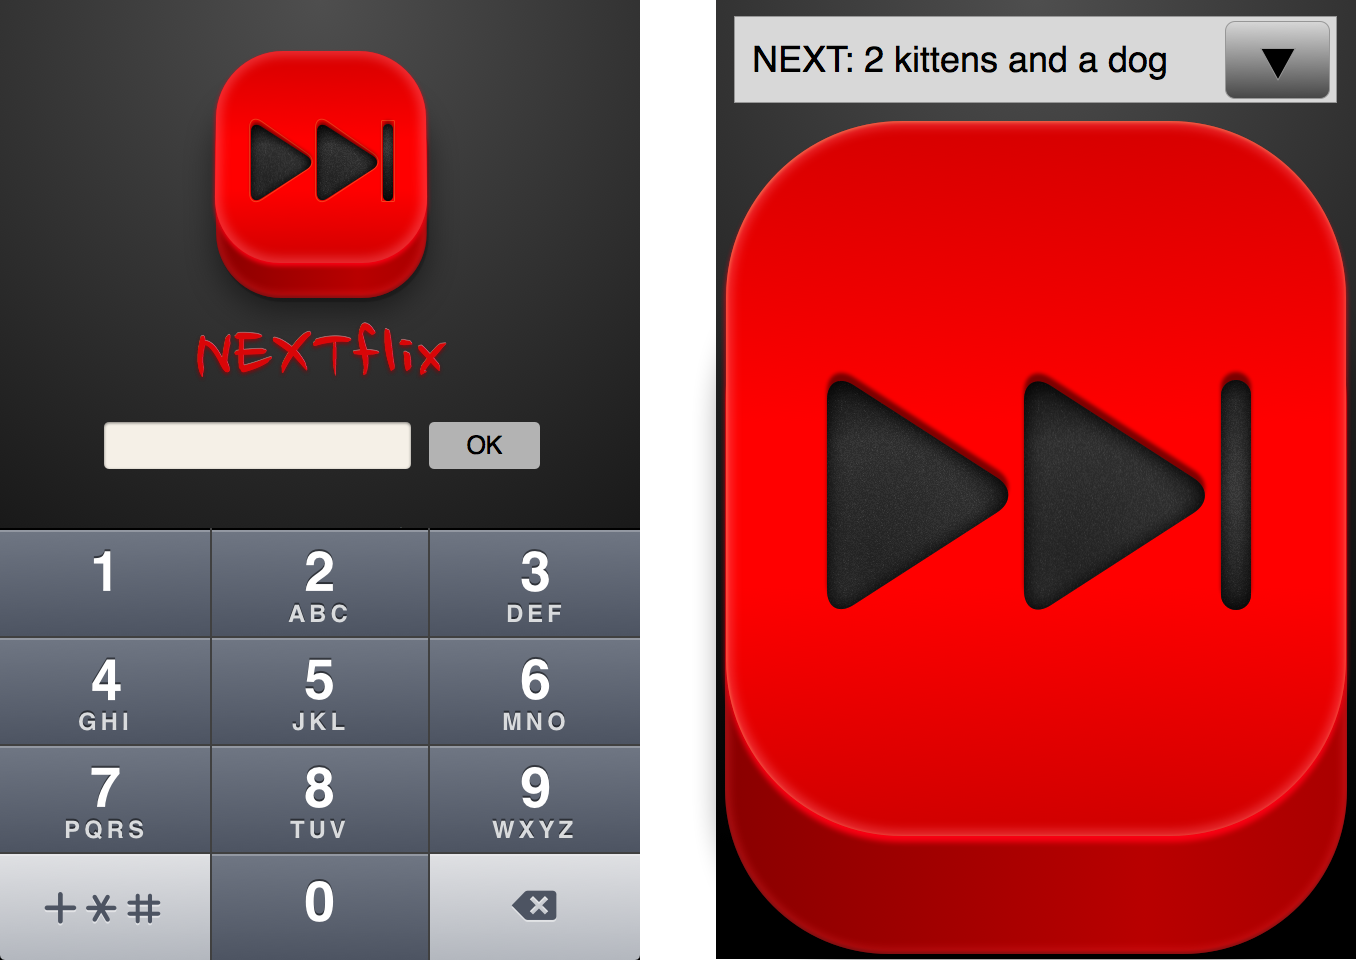 NEXTflix
OK
1
2
ABC
3
DEF
4
GHI
5
JKL
6
MNO
7
PQRS
8
TUV
9
WXYZ
+*#
0
NEXT: 2 kittens and a dog